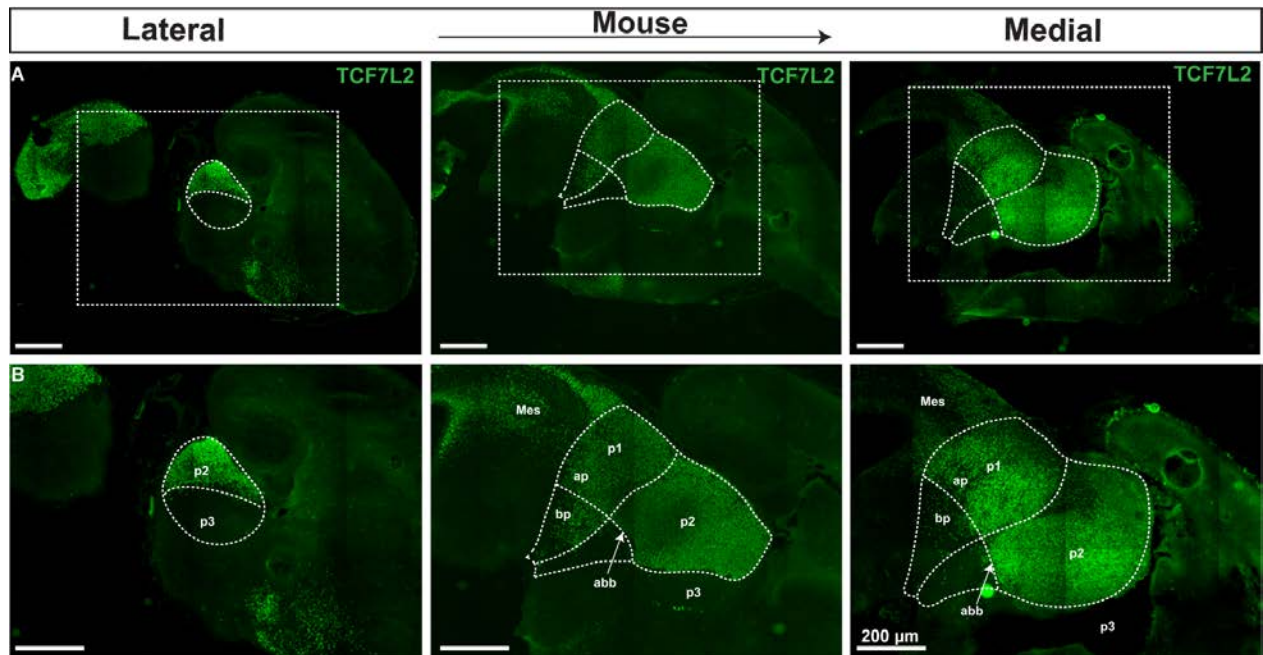 Lateral
Mouse
Medial
A
TCF7L2
TCF7L2
TCF7L2
B
p2
p3
Mes
p1
ap
bp
p2
abb
p3
Mes
p1
ap
bp
p2
abb
p3
200 µm